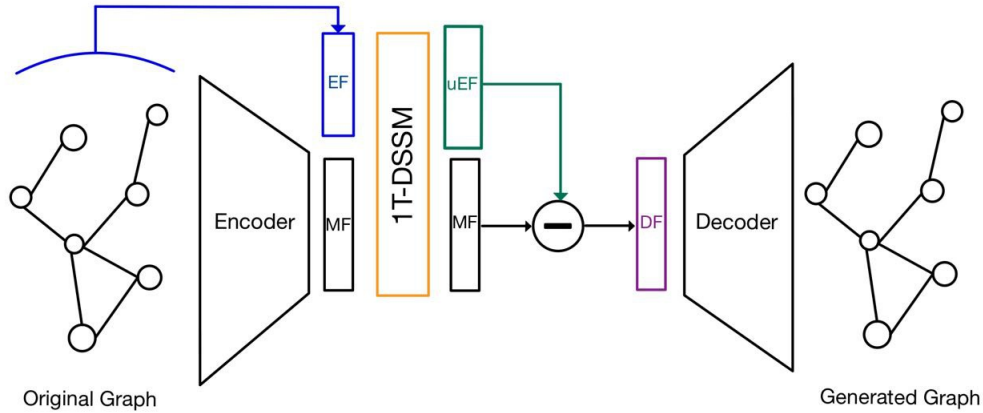 EF
uEF
1T-DSSM
Encoder
MF
MF
DF
Decoder
Original Graph
Generated Graph